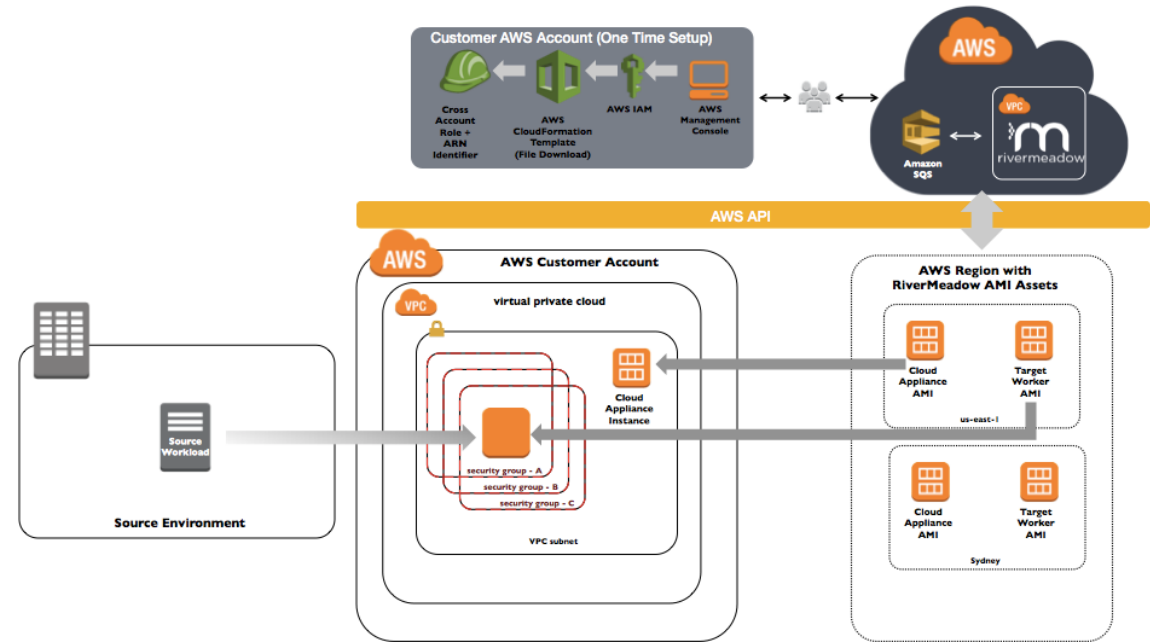 Customer AWS Account (One Time Setup)
Cross
Account
Role +
ARN
Identifier
AWS
CloudFormation
Template
(File Download)
AWS IAM
AWS
Management
Console
AWS
VPC
rivermeadow
Amazon
SQS
AWS API
AWS
AWS Customer Account
VPC
virtual private cloud
Cloud
Appliance
Instance
security group - A
security group - B
security group - C
VPC subnet
Source
Workload
Source Environment
AWS Region with
RiverMeadow AMI Assets
Cloud
Appliance
AMI
Target
Worker
AMI
us-east-1
Cloud
Appliance
AMI
Target
Worker
AMI
Sydney